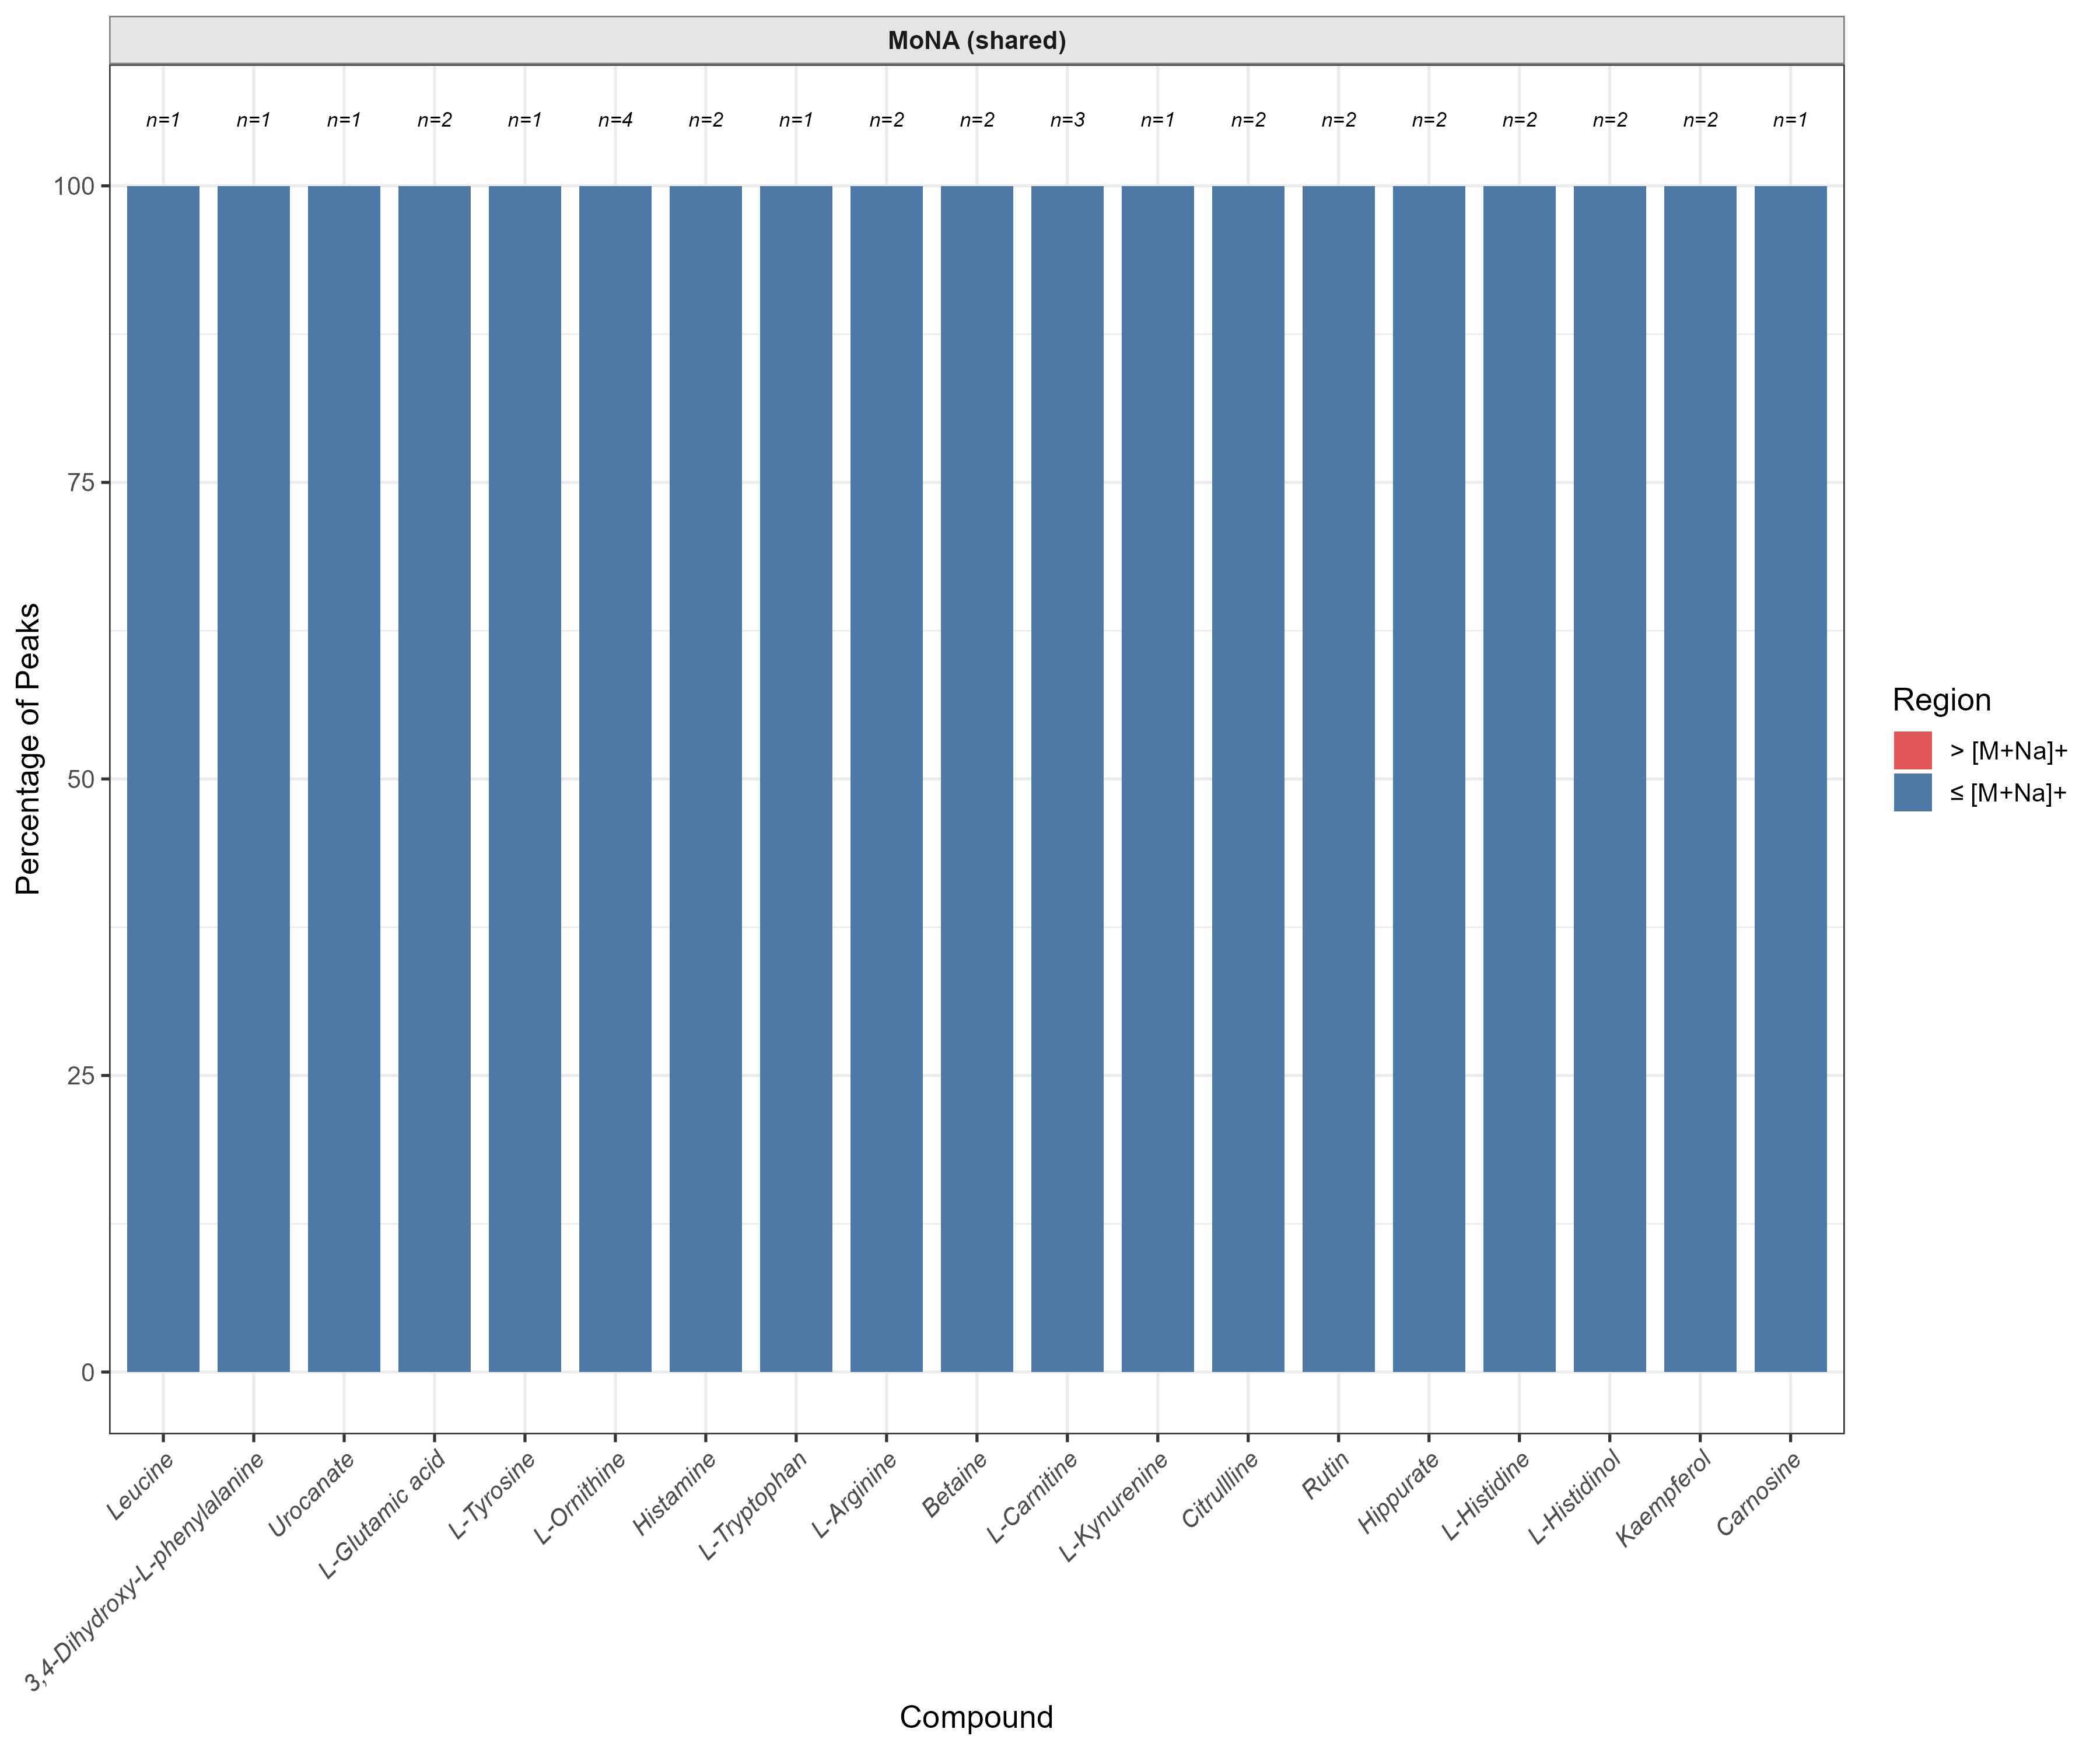 MoNA (shared)
n=1 n=1 n=1 n=2 n=1 n=4 n=2 n=1 n=2 n=2 n=3 n=1 n=2 n=2 n=2 n=2 n=2 n=2 n=1
100
75
50
25
0
Percentage of Peaks
Region
> [M+Na]+
≤ [M+Na]+
Leucine
3,4-Dihydroxy-L-phenylalanine
Urocanate
L-Glutamic acid
L-Tyrosine
L-Ornithine
Histamine
L-Tryptophan
L-Arginine
Betaine
L-Carnitine
L-Kynurenine
Citrullline
Rutin
Hippurate
L-Histidine
L-Histidinol
Kaempferol
Carnosine
Compound